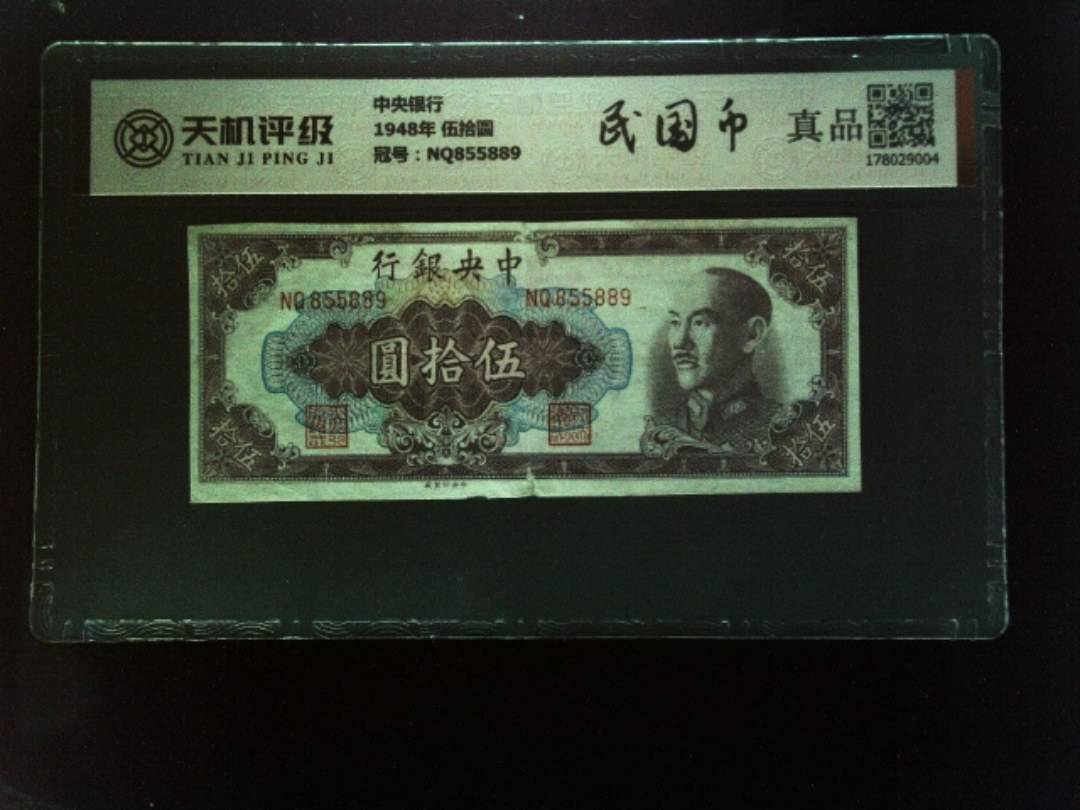 天机评级
TIAN JI PING JI
中央银行
1948年 伍拾圆
冠号：NQ855889
民国币
真品
178029004
行銀央中
NQ855889
NQ855889
圓拾伍
拾伍
拾伍
拾伍
拾伍